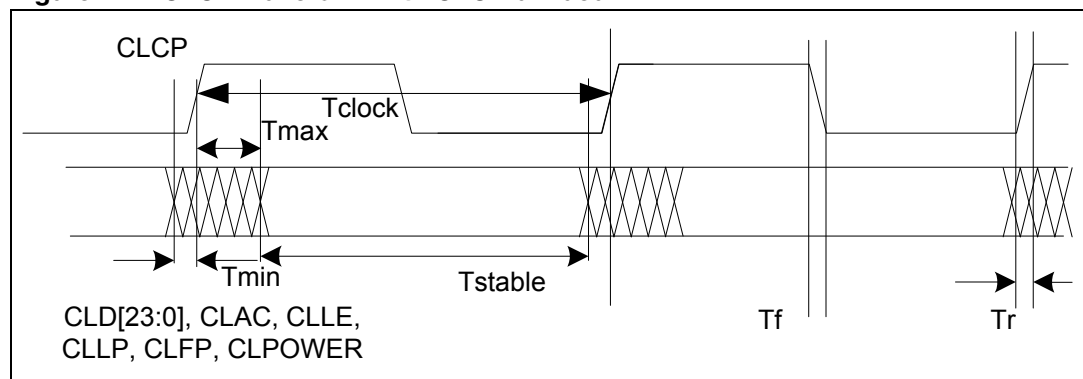 CLCP
Tclock
Tmax
Tmin
Tstable
Tf
Tr
CLD[23:0], CLAC, CLLE,
CLLP, CLFP, CLPOWER